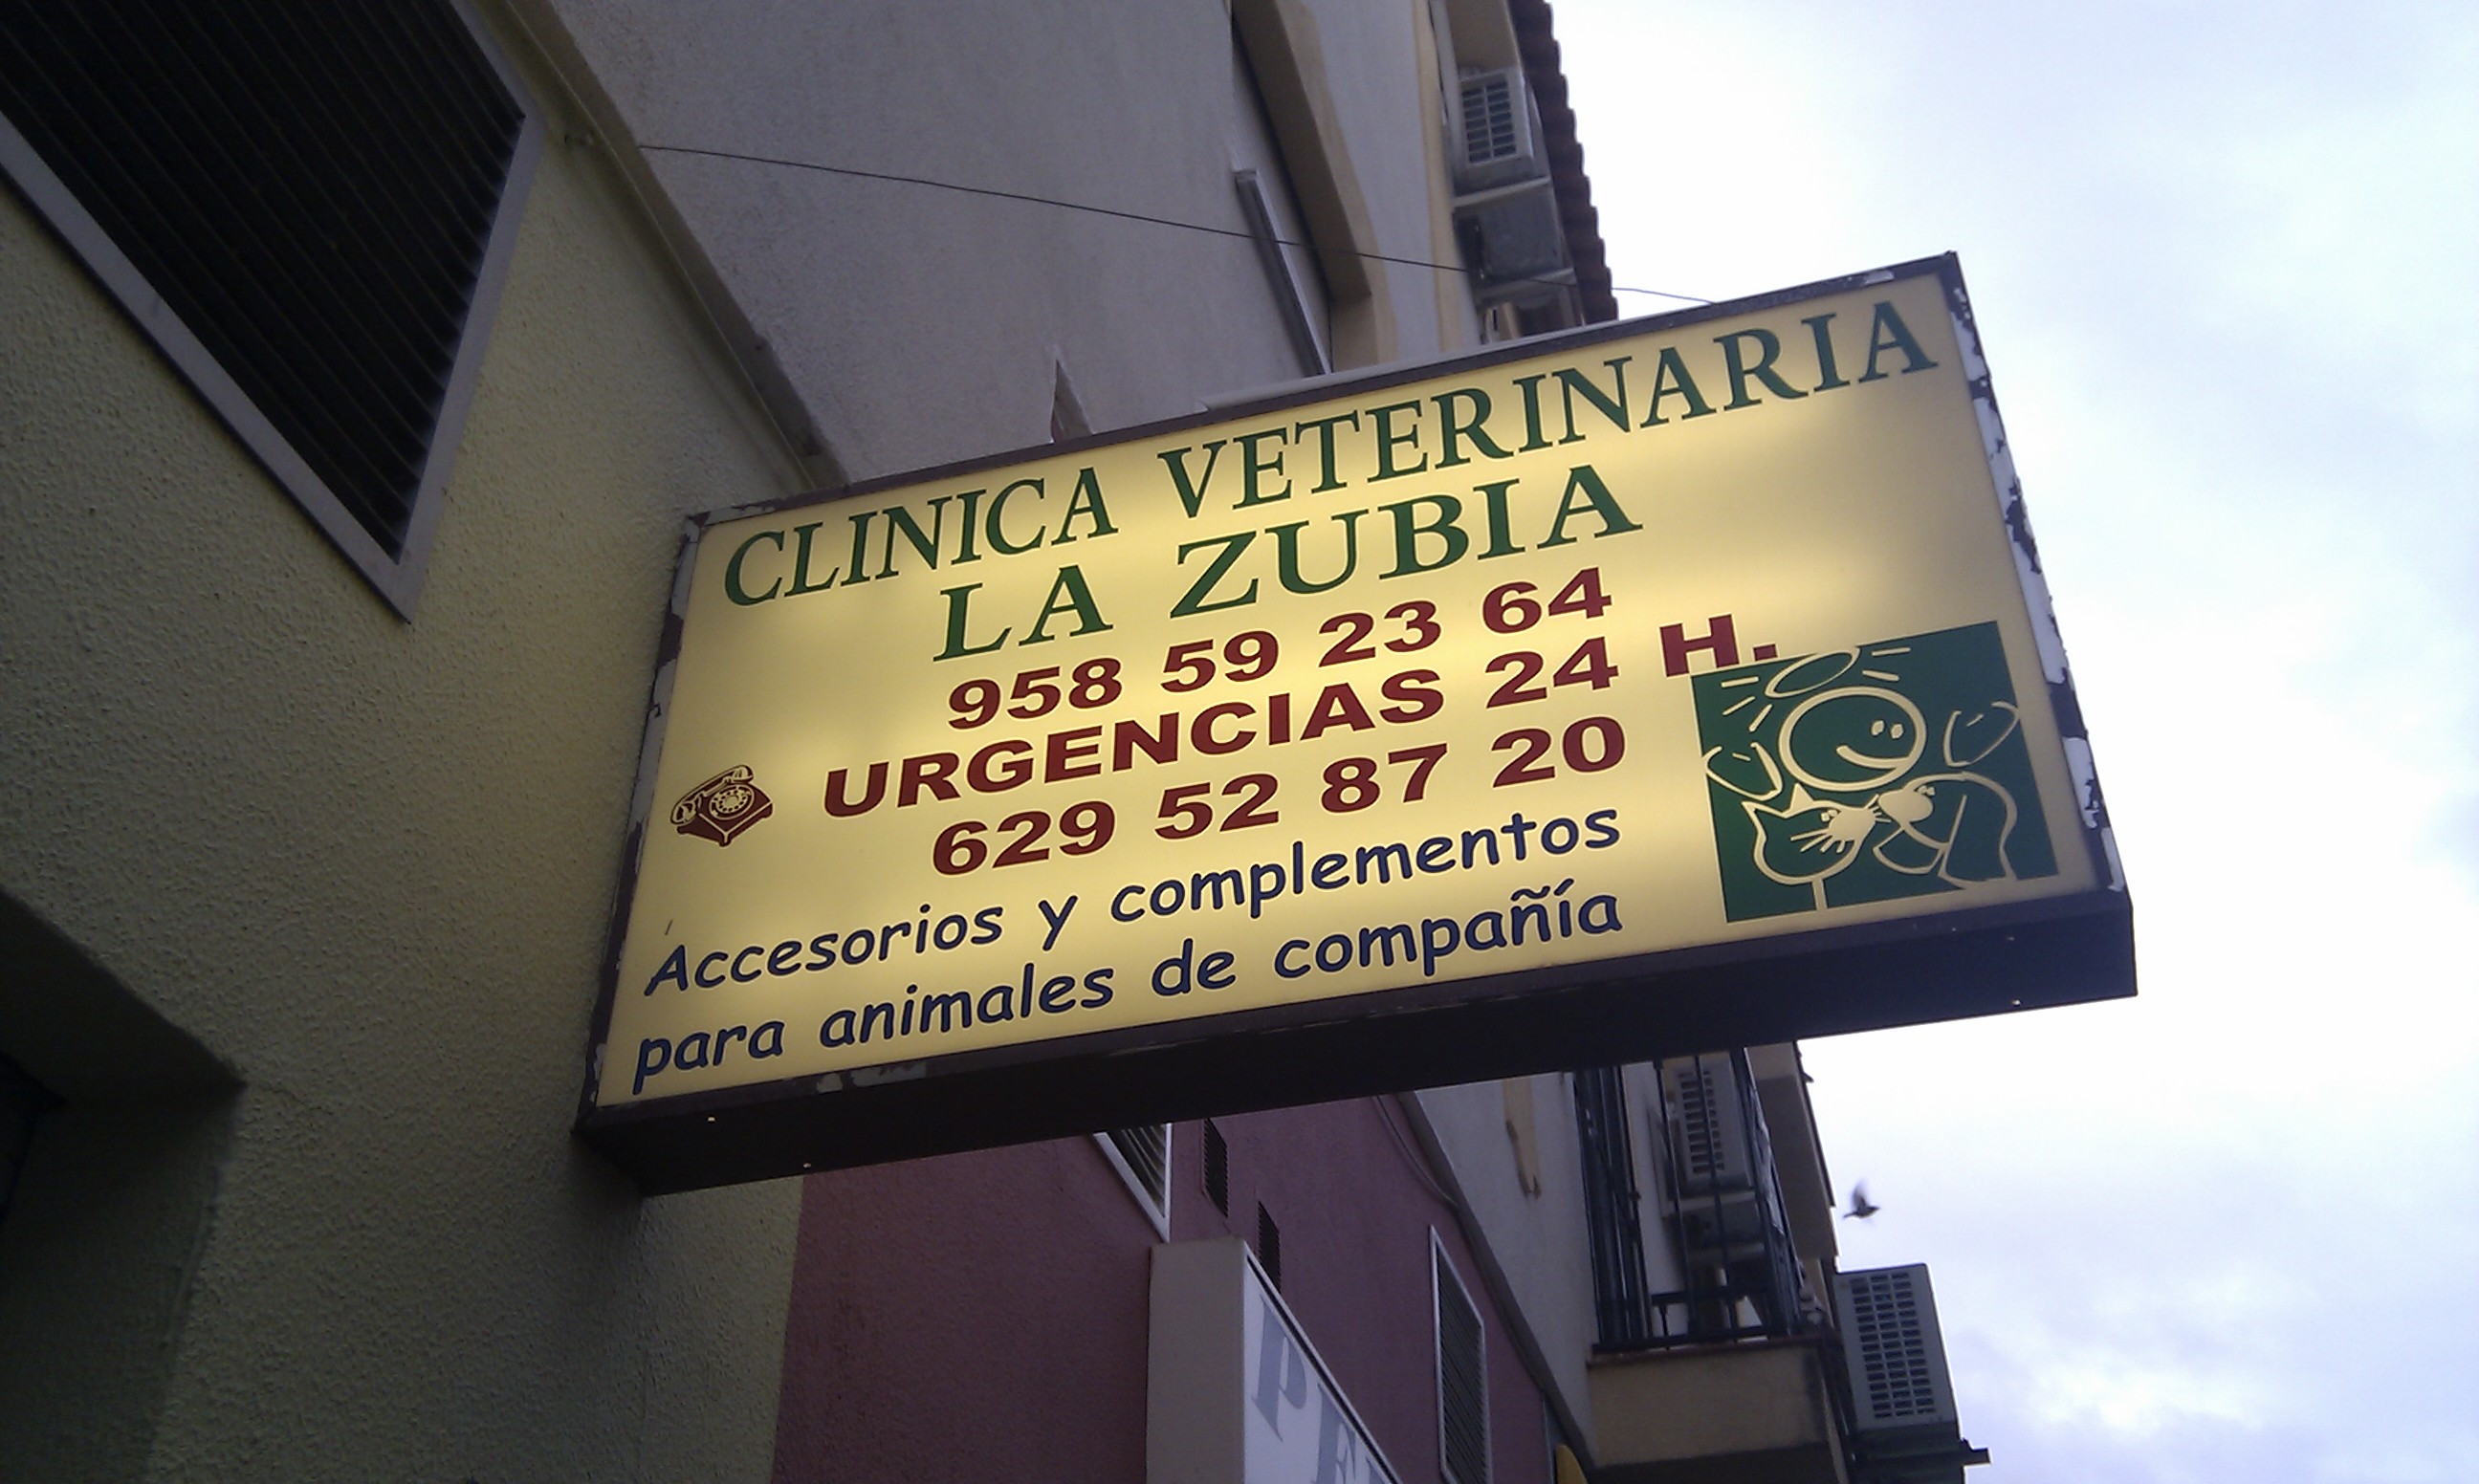 CLINICA VETERINARIA
LA ZUBIA
958 59 23 64
URGENCIAS 24 H.
629 52 87 20
Accesorios y complementos
para animales de compañía